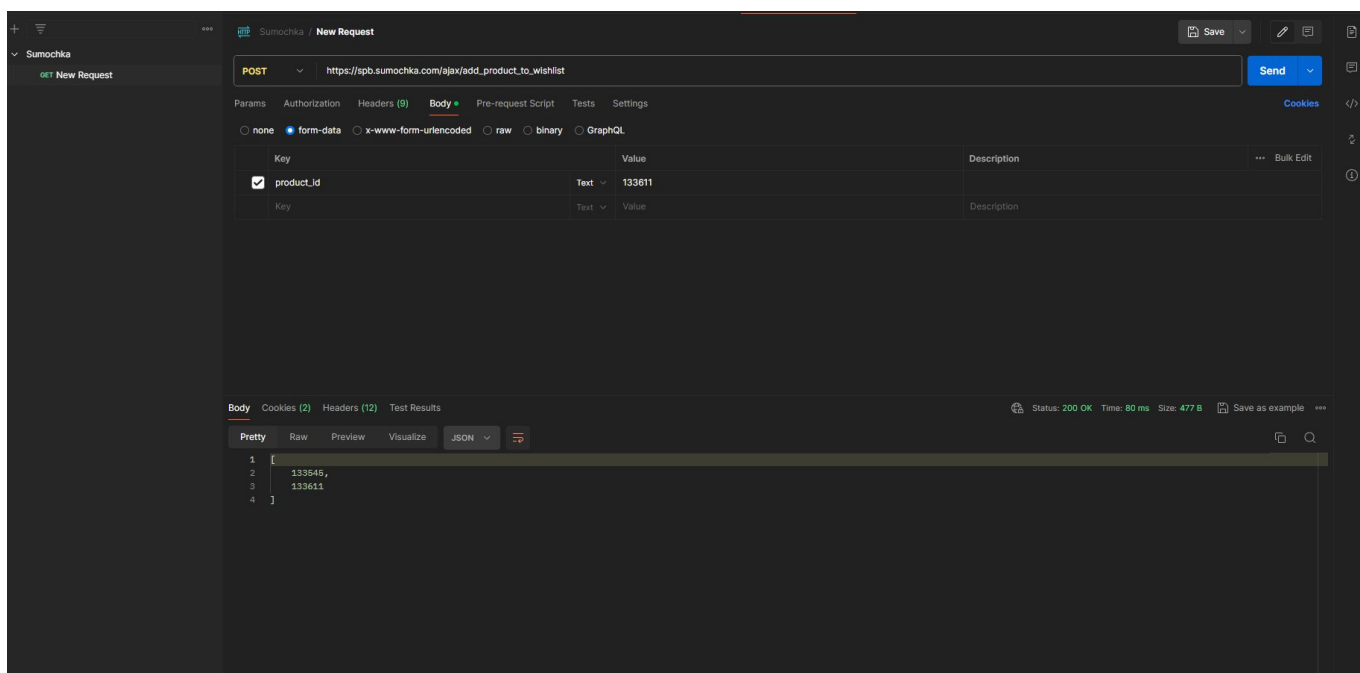 Sumochka / New Request
Save
Sumochka
GET New Request
POST https://spb.sumochka.com/ajax/add_product_to_wishlist
Send
Params Authorization Headers (9) Body Pre-request Script Tests Settings
Cookies
none form-data x-www-form-urlencoded raw binary GraphQL
Key Value Description Bulk Edit
product_id Text 133611
Key Text Value Description
Body Cookies (2) Headers (12) Test Results
Status: 200 OK Time: 80 ms Size: 477 B Save as example
Pretty Raw Preview Visualize JSON
1 [
2 133545,
3 133611
4 ]